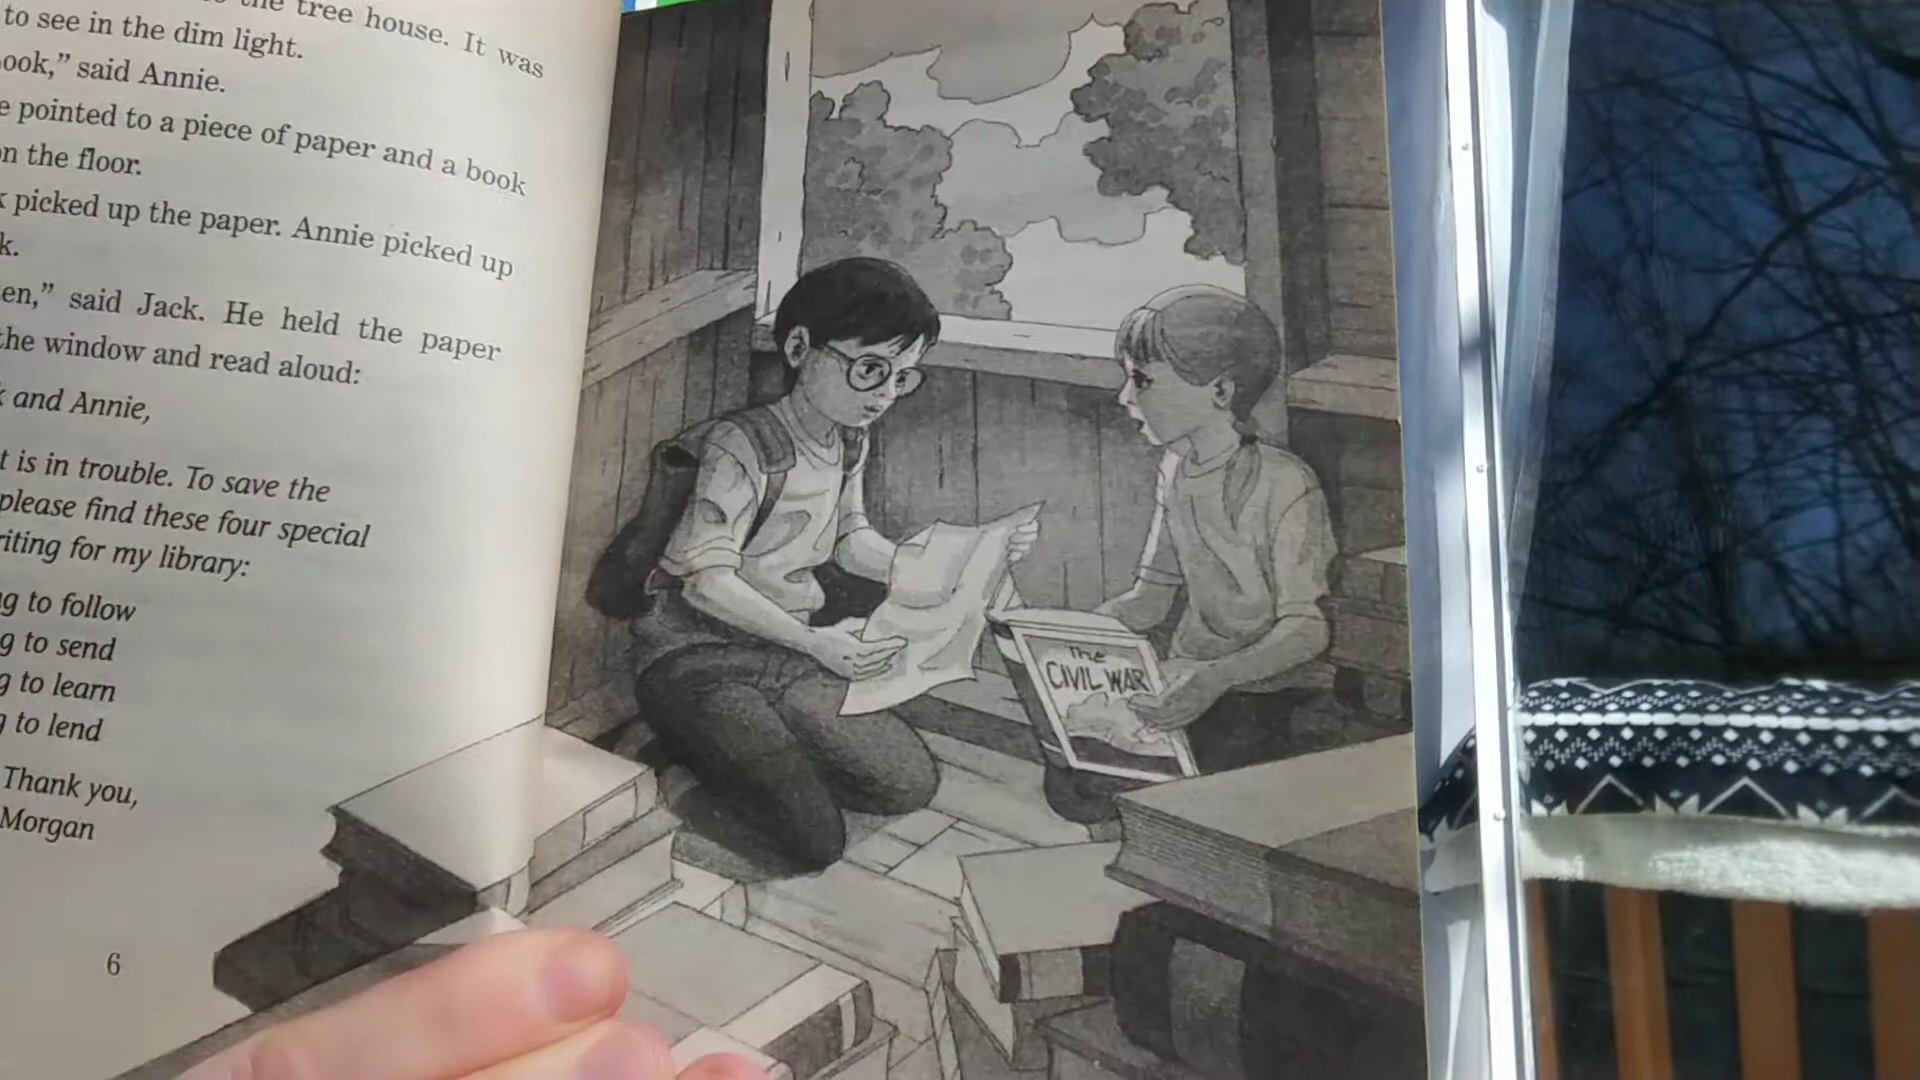 the tree house. It was
to see in the dim light.
ook,” said Annie.
e pointed to a piece of paper and a book
on the floor.
k picked up the paper. Annie picked up
k.
en,” said Jack. He held the paper
the window and read aloud:
k and Annie,
t is in trouble. To save the
please find these four special
riting for my library:
g to follow
g to send
g to learn
g to lend
Thank you,
Morgan
6
The
CIVIL WAR